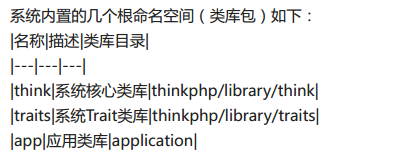 系统内置的几个根命名空间（类库包）如下：
|名称|描述|类库目录|
|---|---|---|
|think|系统核心类库|thinkphp/library/think|
|traits|系统Trait类库|thinkphp/library/traits|
|app|应用类库|application|